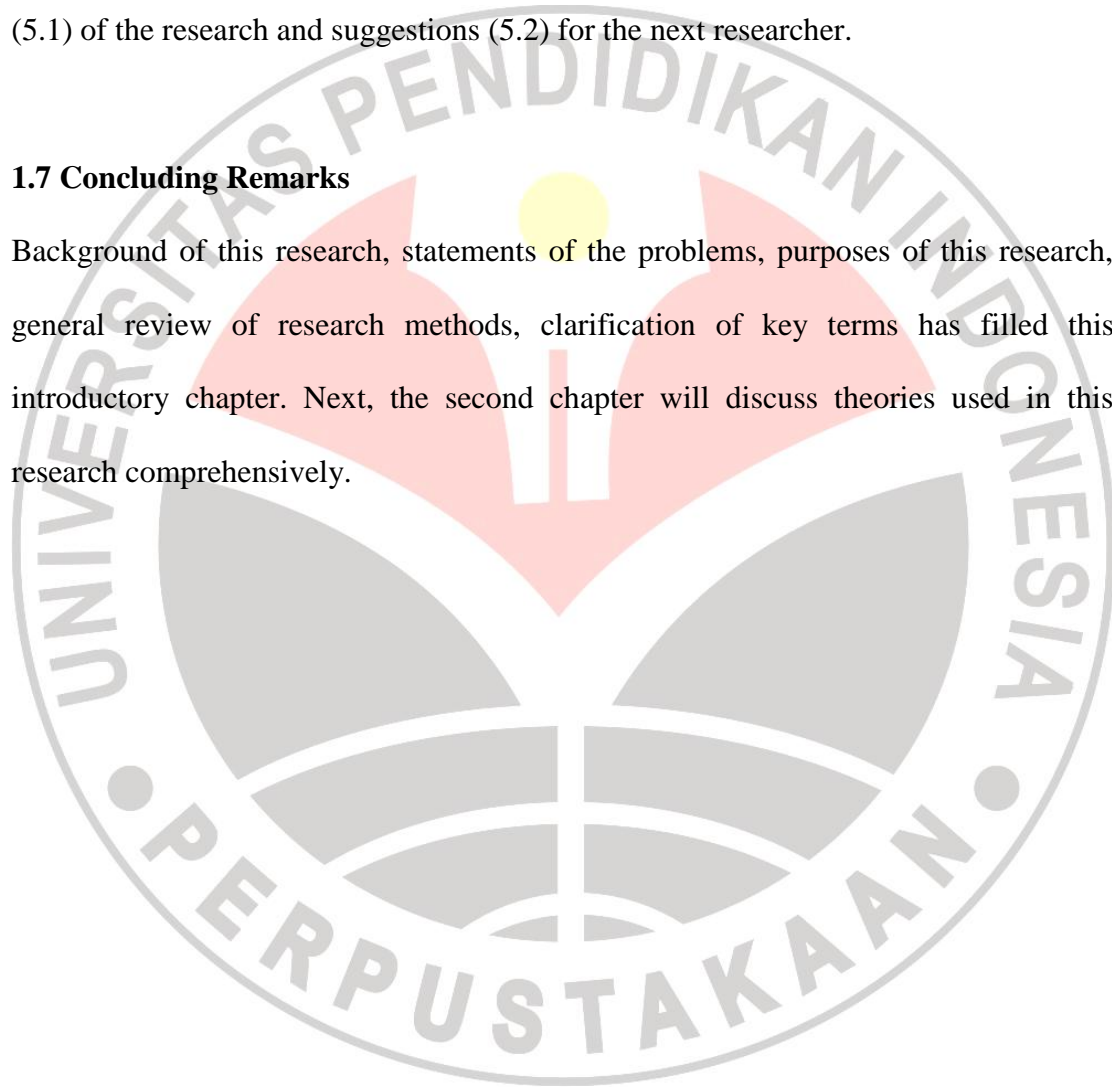 (5.1) of the research and suggestions (5.2) for the next researcher.
1.7 Concluding Remarks
Background of this research, statements of the problems, purposes of this research,
general review of research methods, clarification of key terms has filled this
introductory chapter. Next, the second chapter will discuss theories used in this
research comprehensively.
UNIVERSITAS PENDIDIKAN INDONESIA
PERPUSTAKAAN